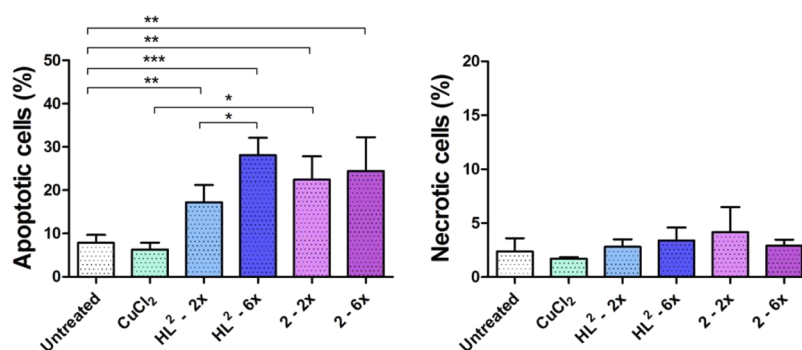 **
**
***
**
*
*
Apoptotic cells (%)
50
40
30
20
10
0
Untreated
CuCl₂
HL² - 2x
HL² - 6x
2 - 2x
2 - 6x
Necrotic cells (%)
20
15
10
5
0
Untreated
CuCl₂
HL² - 2x
HL² - 6x
2 - 2x
2 - 6x